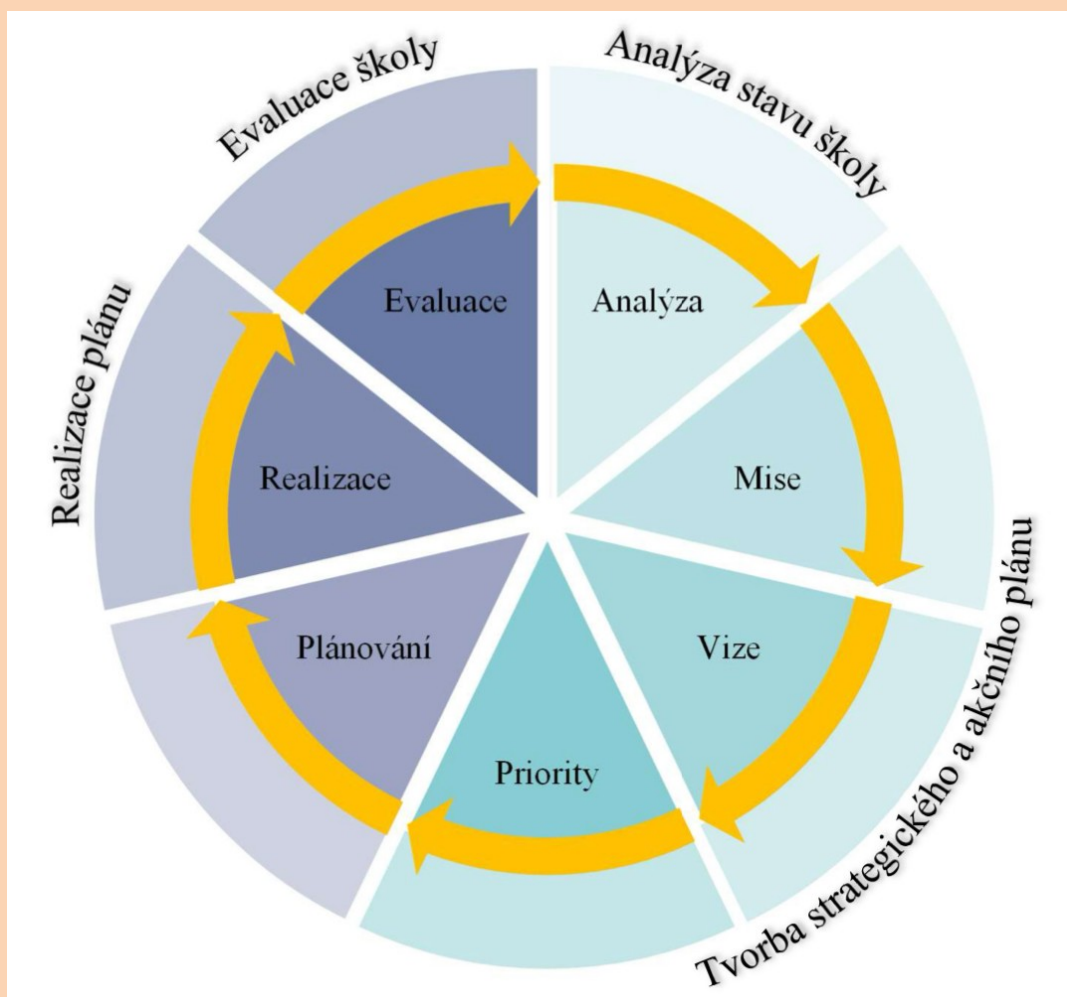 Evaluace školy
Analýza stavu školy
Realizace plánu
Tvorba strategického a akčního plánu
Evaluace
Analýza
Realizace
Mise
Plánování
Vize
Priority